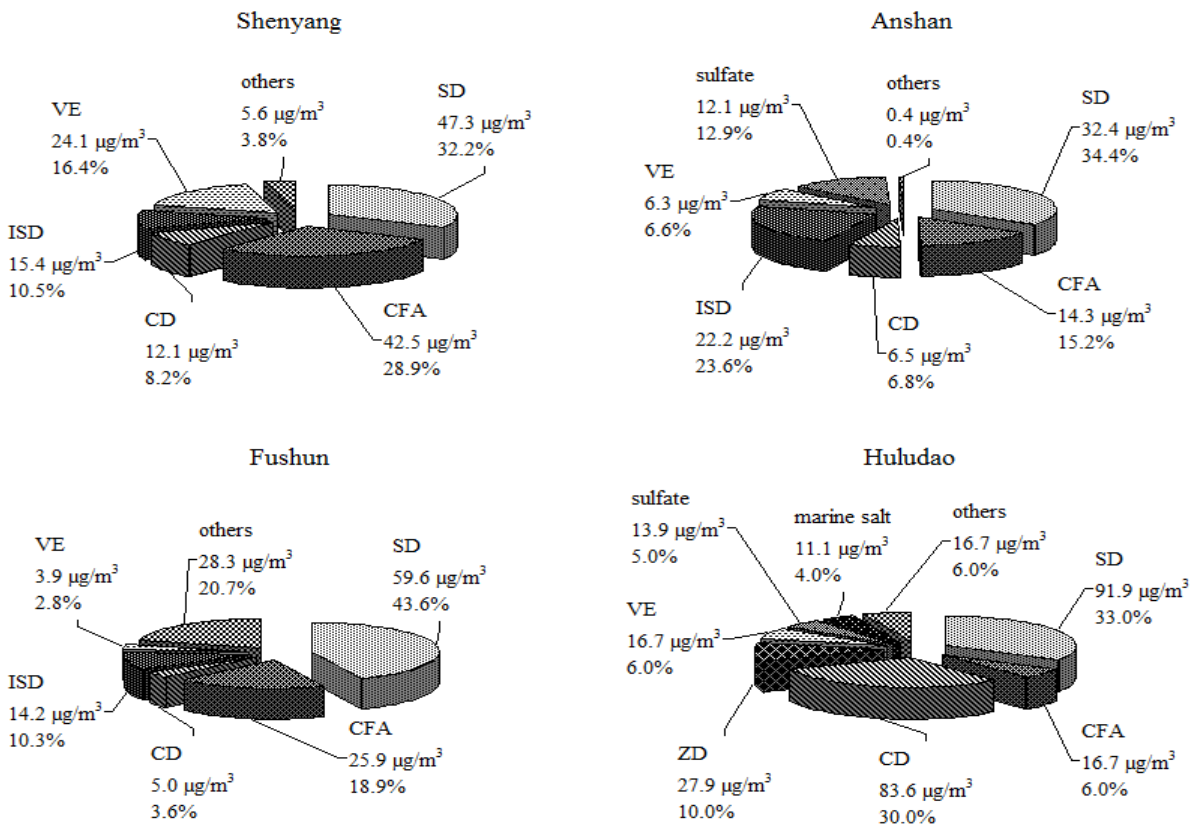 Shenyang
others
5.6 μg/m³
3.8%
SD
47.3 μg/m³
32.2%
VE
24.1 μg/m³
16.4%
ISD
15.4 μg/m³
10.5%
CD
12.1 μg/m³
8.2%
CFA
42.5 μg/m³
28.9%
Anshan
sulfate
12.1 μg/m³
12.9%
others
0.4 μg/m³
0.4%
SD
32.4 μg/m³
34.4%
VE
6.3 μg/m³
6.6%
ISD
22.2 μg/m³
23.6%
CD
6.5 μg/m³
6.8%
CFA
14.3 μg/m³
15.2%
Fushun
VE
3.9 μg/m³
2.8%
others
28.3 μg/m³
20.7%
SD
59.6 μg/m³
43.6%
ISD
14.2 μg/m³
10.3%
CD
5.0 μg/m³
3.6%
CFA
25.9 μg/m³
18.9%
Huludao
sulfate
13.9 μg/m³
5.0%
marine salt
11.1 μg/m³
4.0%
others
16.7 μg/m³
6.0%
SD
91.9 μg/m³
33.0%
VE
16.7 μg/m³
6.0%
ZD
27.9 μg/m³
10.0%
CD
83.6 μg/m³
30.0%
CFA
16.7 μg/m³
6.0%